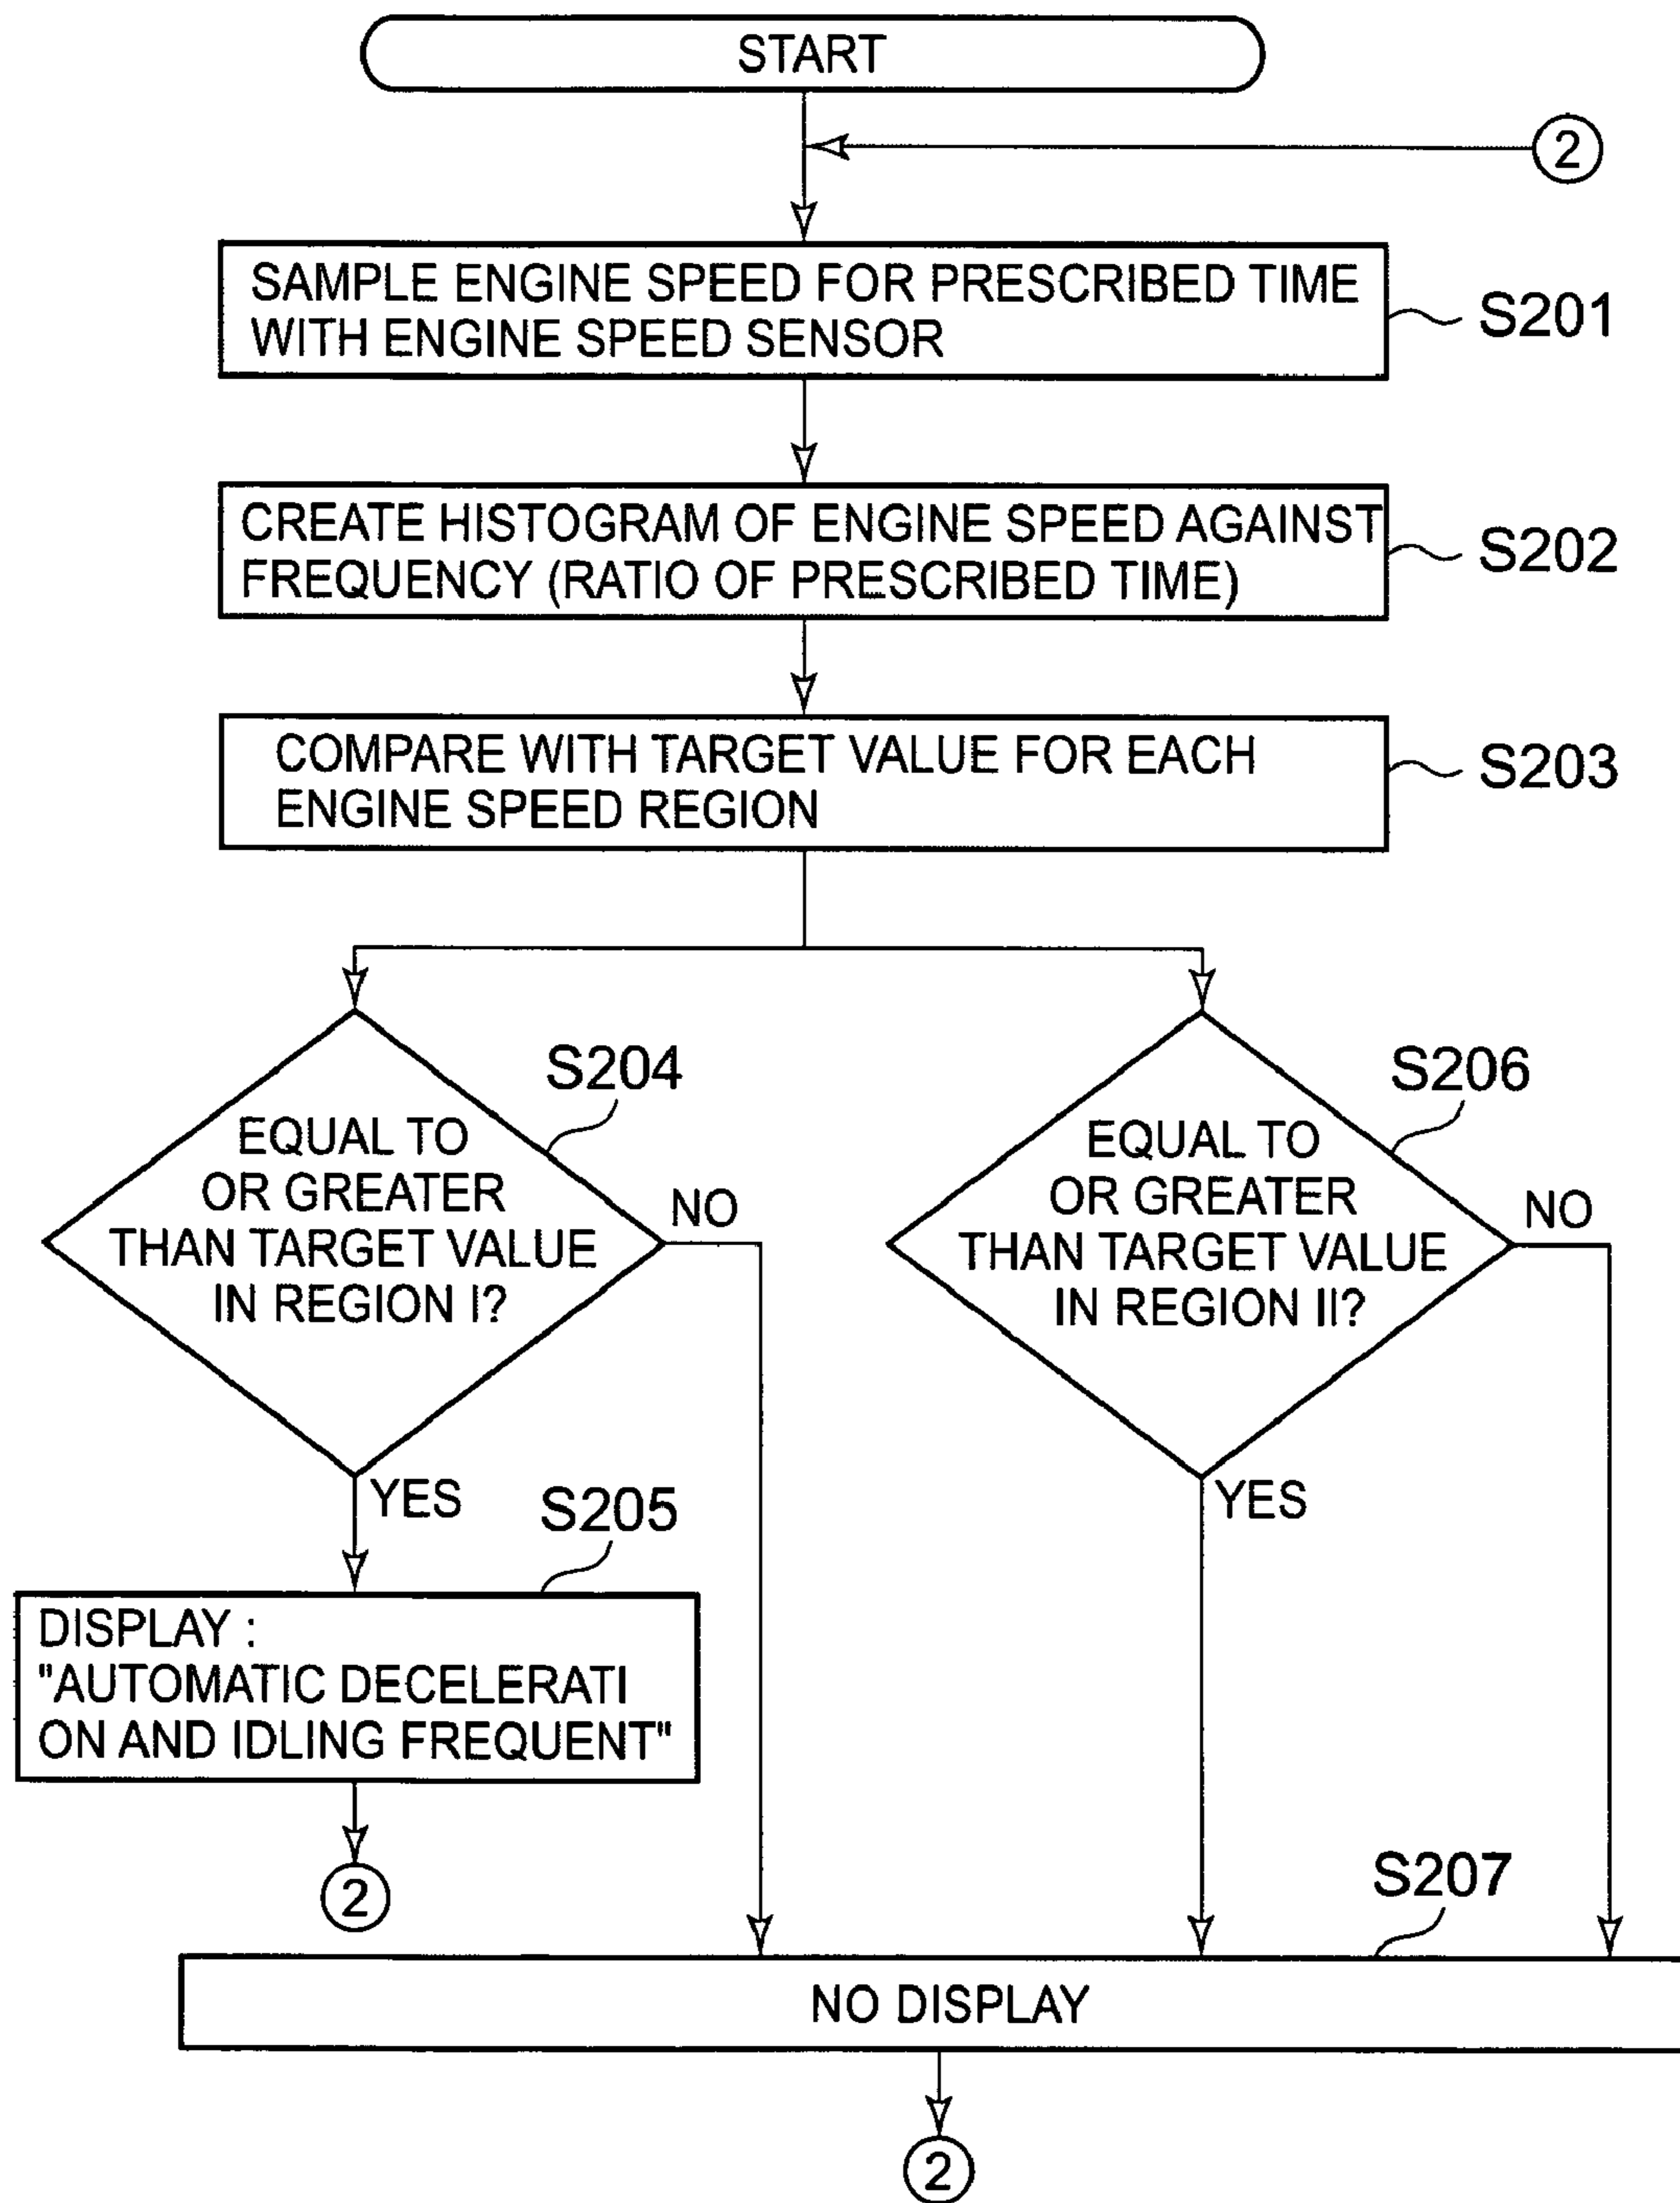 START
2
SAMPLE ENGINE SPEED FOR PRESCRIBED TIME
WITH ENGINE SPEED SENSOR
S201
CREATE HISTOGRAM OF ENGINE SPEED AGAINST
FREQUENCY (RATIO OF PRESCRIBED TIME)
S202
COMPARE WITH TARGET VALUE FOR EACH
ENGINE SPEED REGION
S203
S204
EQUAL TO
OR GREATER
THAN TARGET VALUE
IN REGION I?
NO
YES
S206
EQUAL TO
OR GREATER
THAN TARGET VALUE
IN REGION II?
NO
YES
S205
DISPLAY :
"AUTOMATIC DECELERATI
ON AND IDLING FREQUENT"
2
S207
NO DISPLAY
2